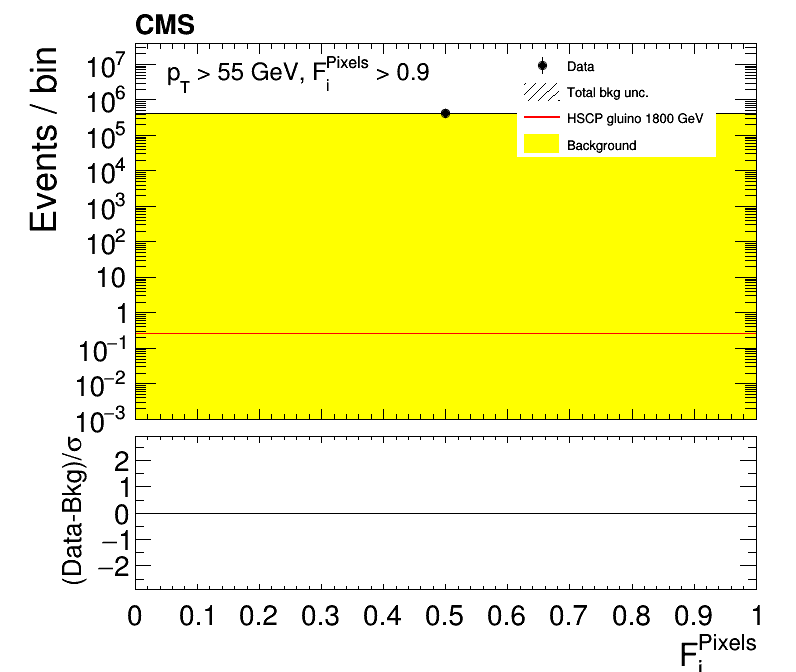 CMS
Events / bin
10^7
10^6
10^5
10^4
10^3
10^2
10
1
10^−1
10^−2
10^−3
p_T > 55 GeV, F_i^Pixels > 0.9
Data
Total bkg unc.
HSCP gluino 1800 GeV
Background
(Data-Bkg)/σ
2
1
0
−1
−2
0 0.1 0.2 0.3 0.4 0.5 0.6 0.7 0.8 0.9 1
F_i^Pixels